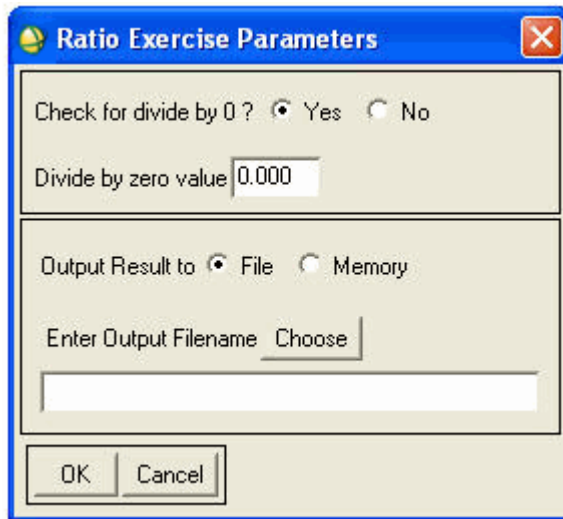 Ratio Exercise Parameters
Check for divide by 0 ? Yes No
Divide by zero value 0.000
Output Result to File Memory
Enter Output Filename Choose
OK Cancel